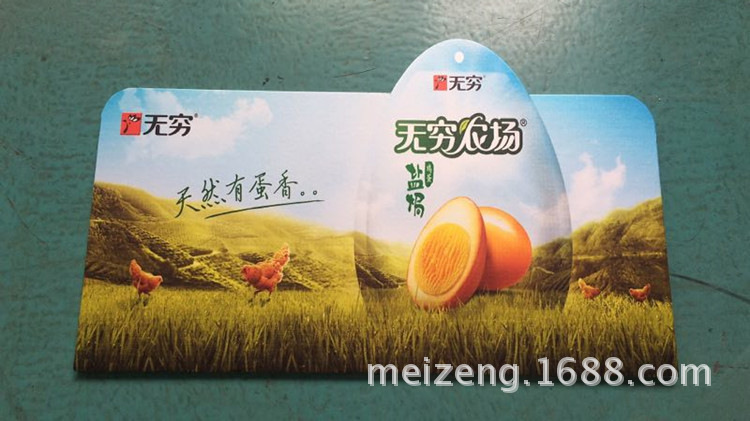 无穷®
天然有蛋香。。
无穷®
无穷农场®
盐焗
meizeng.1688.com